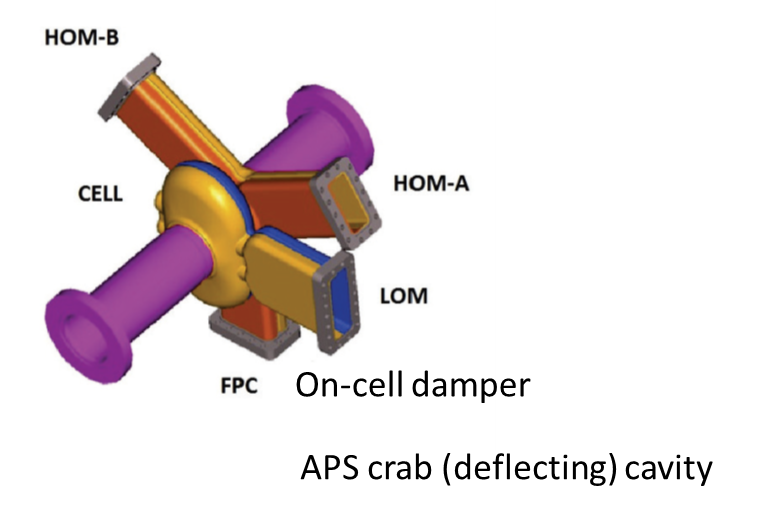 HOM-B
CELL
HOM-A
LOM
FPC
On-cell damper
APS crab (deflecting) cavity